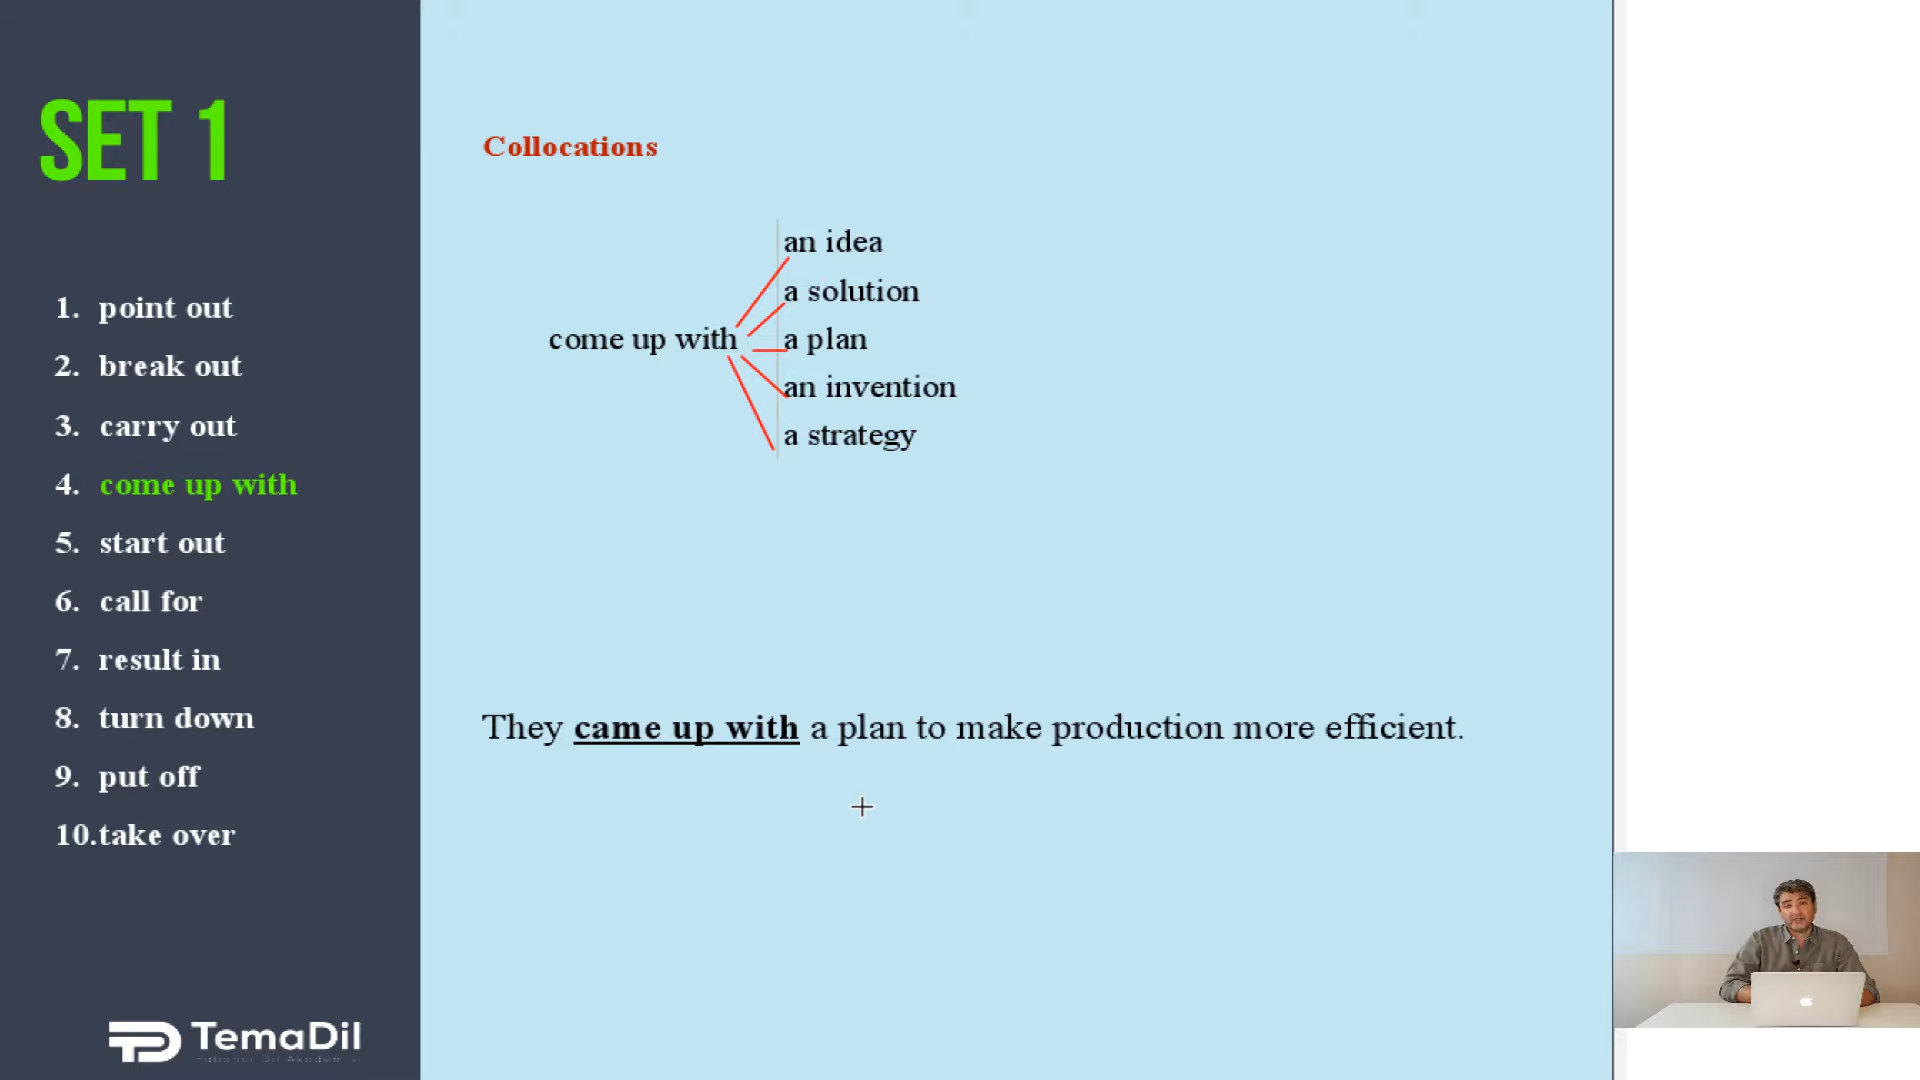 SET 1
1. point out
2. break out
3. carry out
4. come up with
5. start out
6. call for
7. result in
8. turn down
9. put off
10.take over
TemaDil
Collocations
an idea
a solution
come up with a plan
an invention
a strategy
They came up with a plan to make production more efficient.